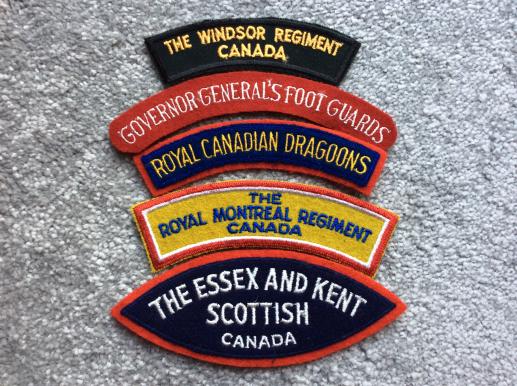 THE WINDSOR REGIMENT
CANADA
GOVERNOR GENERAL'S FOOT GUARDS
ROYAL CANADIAN DRAGOONS
THE
ROYAL MONTREAL REGIMENT
CANADA
THE ESSEX AND KENT
SCOTTISH
CANADA